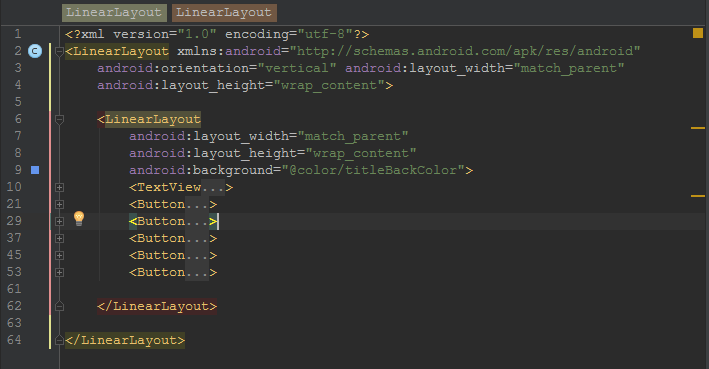 LinearLayout LinearLayout
1 <?xml version="1.0" encoding="utf-8"?>
2 C <LinearLayout xmlns:android="http://schemas.android.com/apk/res/android"
3 android:orientation="vertical" android:layout_width="match_parent"
4 android:layout_height="wrap_content">
5
6 <LinearLayout
7 android:layout_width="match_parent"
8 android:layout_height="wrap_content"
9 android:background="@color/titleBackColor">
10 <TextView...>
21 <Button...>
29 <Button...>
37 <Button...>
45 <Button...>
53 <Button...>
61
62 </LinearLayout>
63
64 </LinearLayout>